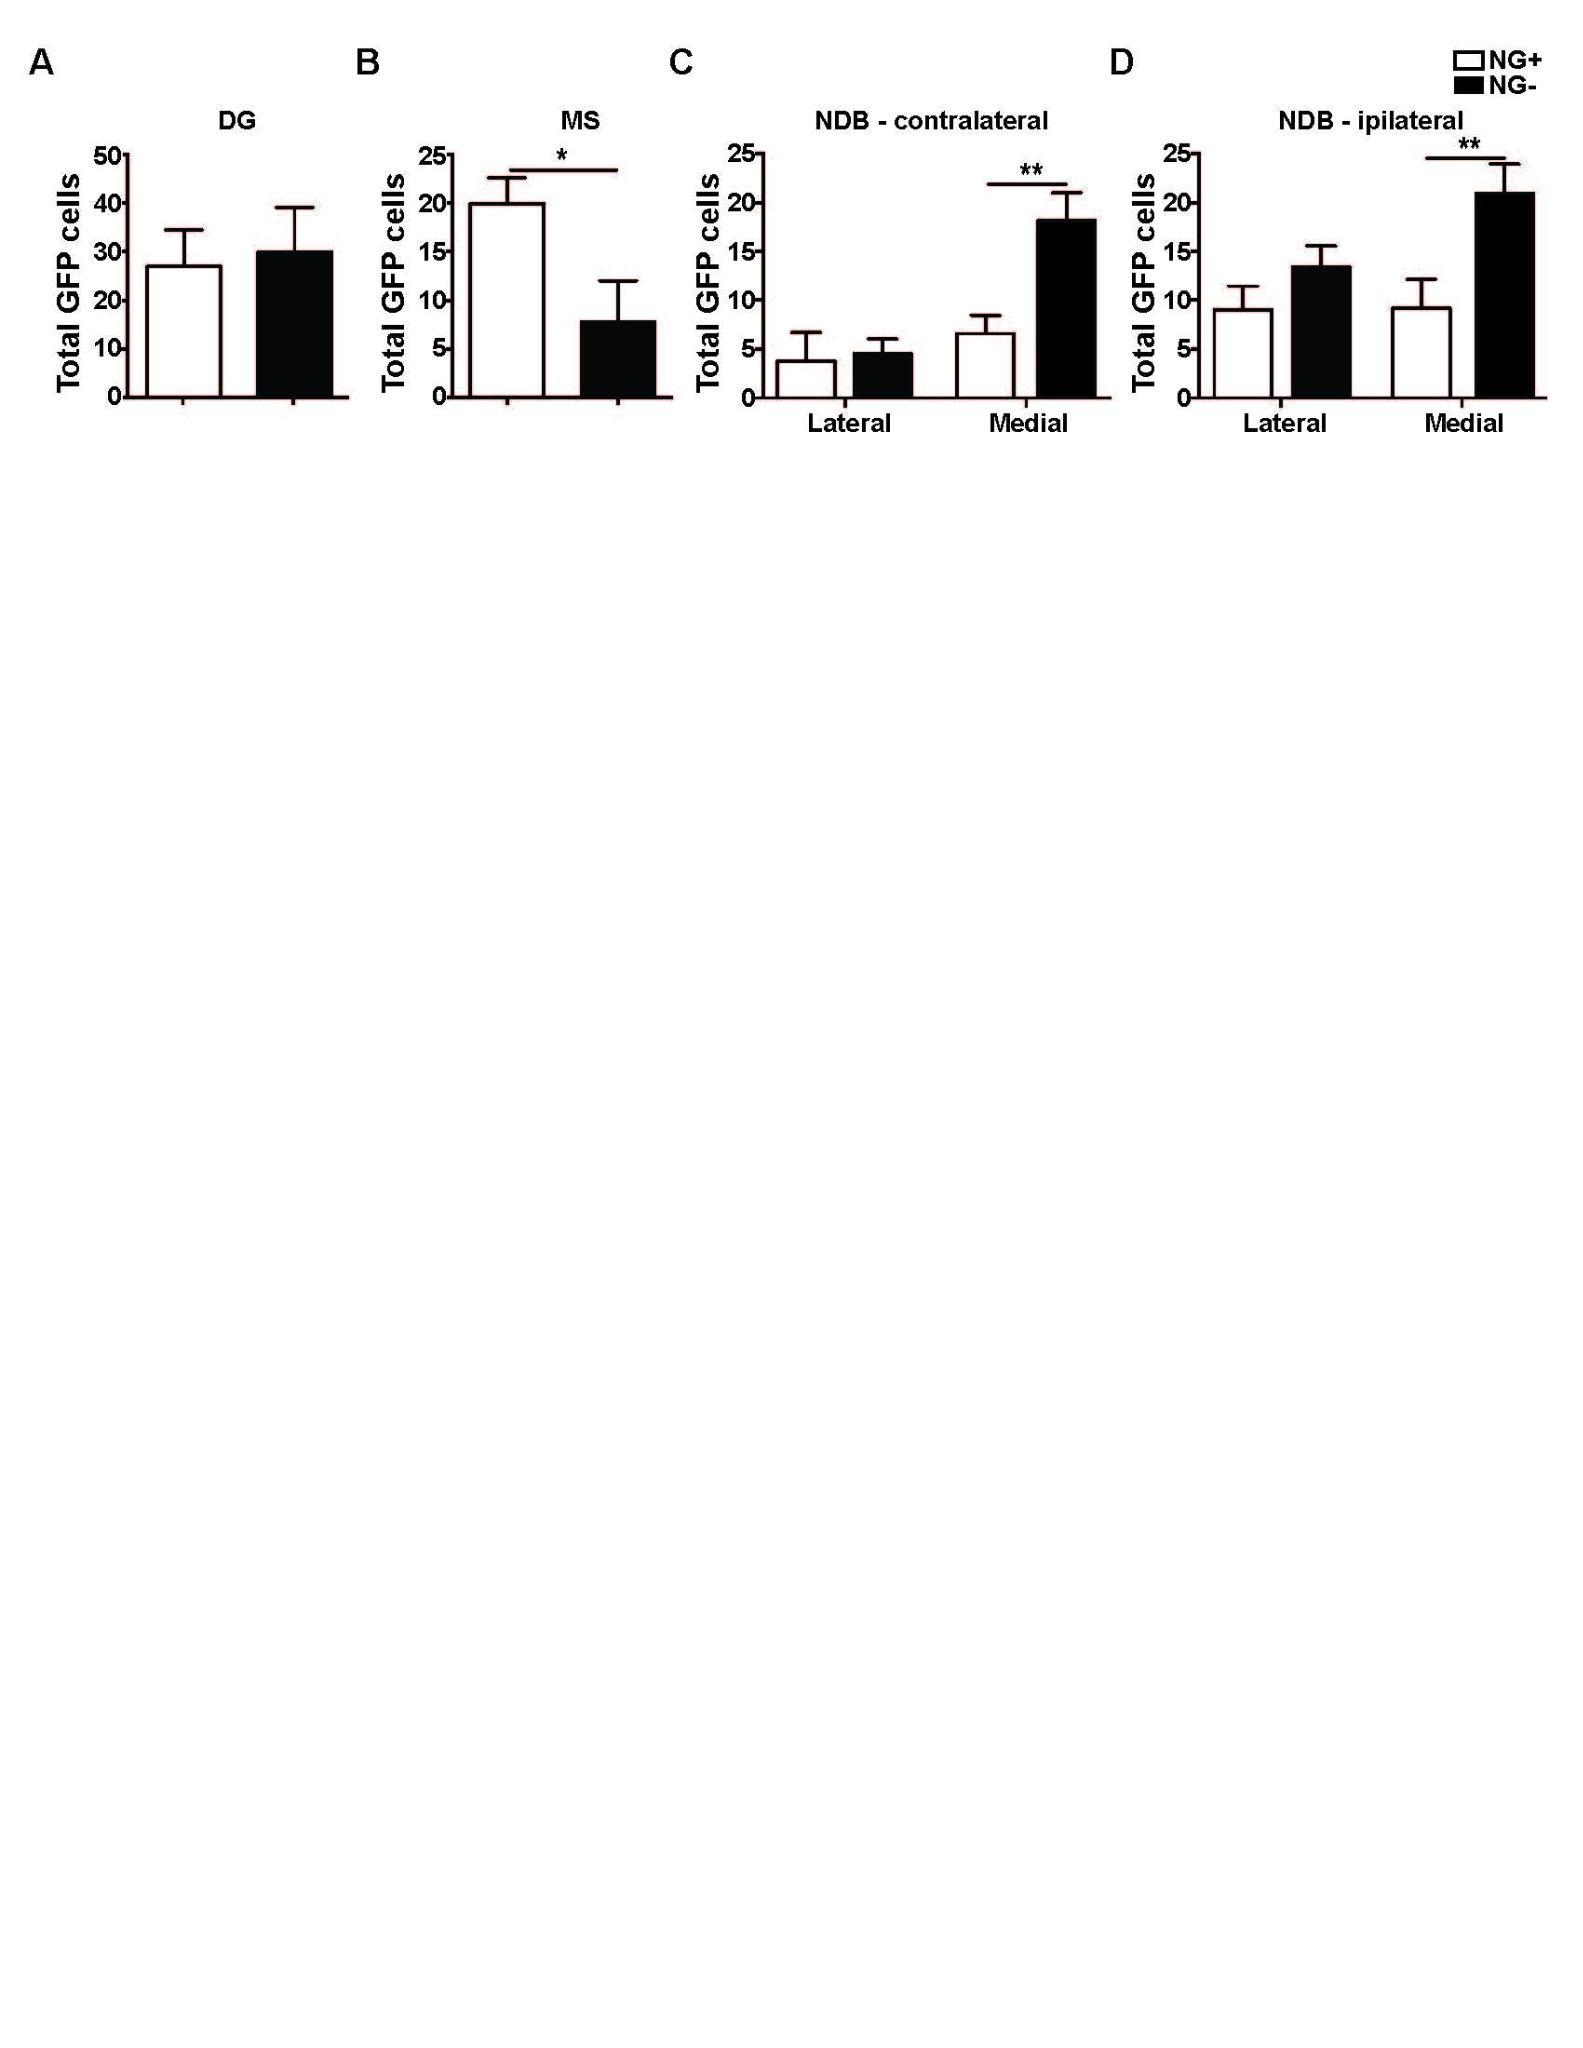 A
B
C
D
NG+
NG-
DG
MS
NDB - contralateral
NDB - ipilateral
Total GFP cells
50
40
30
20
10
0
Total GFP cells
25
20
15
10
5
0
*
Total GFP cells
25
20
15
10
5
0
**
Lateral Medial
Total GFP cells
25
20
15
10
5
0
**
Lateral Medial